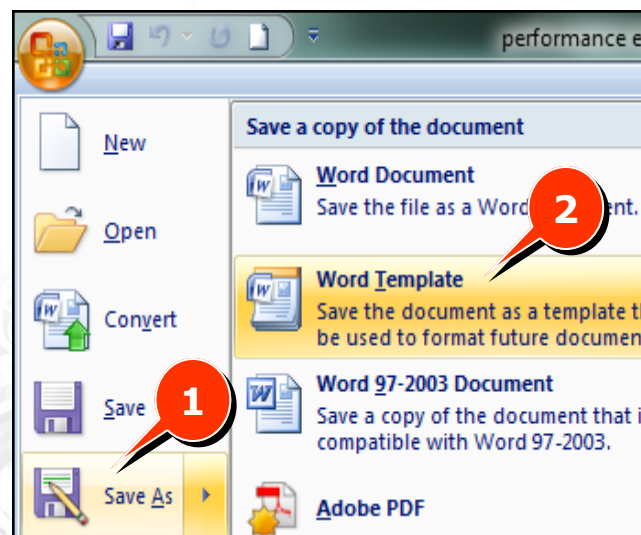 performance e
New
Open
Convert
Save
1
Save As
Save a copy of the document
Word Document
Save the file as a Word 2 ent.
Word Template
Save the document as a template t
be used to format future documen
Word 97-2003 Document
Save a copy of the document that i
compatible with Word 97-2003.
Adobe PDF